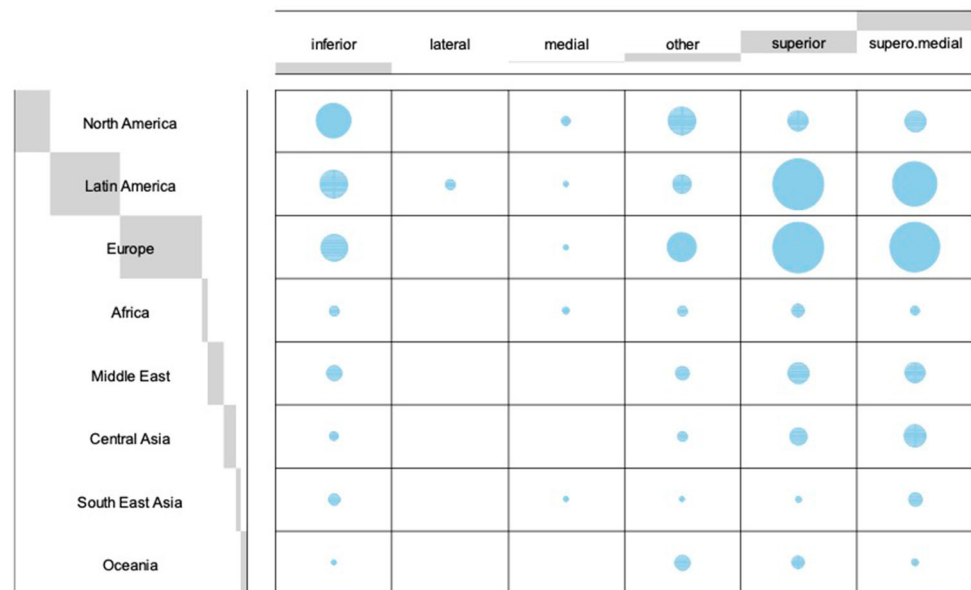 inferior lateral medial other superior supero.medial
North America
Latin America
Europe
Africa
Middle East
Central Asia
South East Asia
Oceania